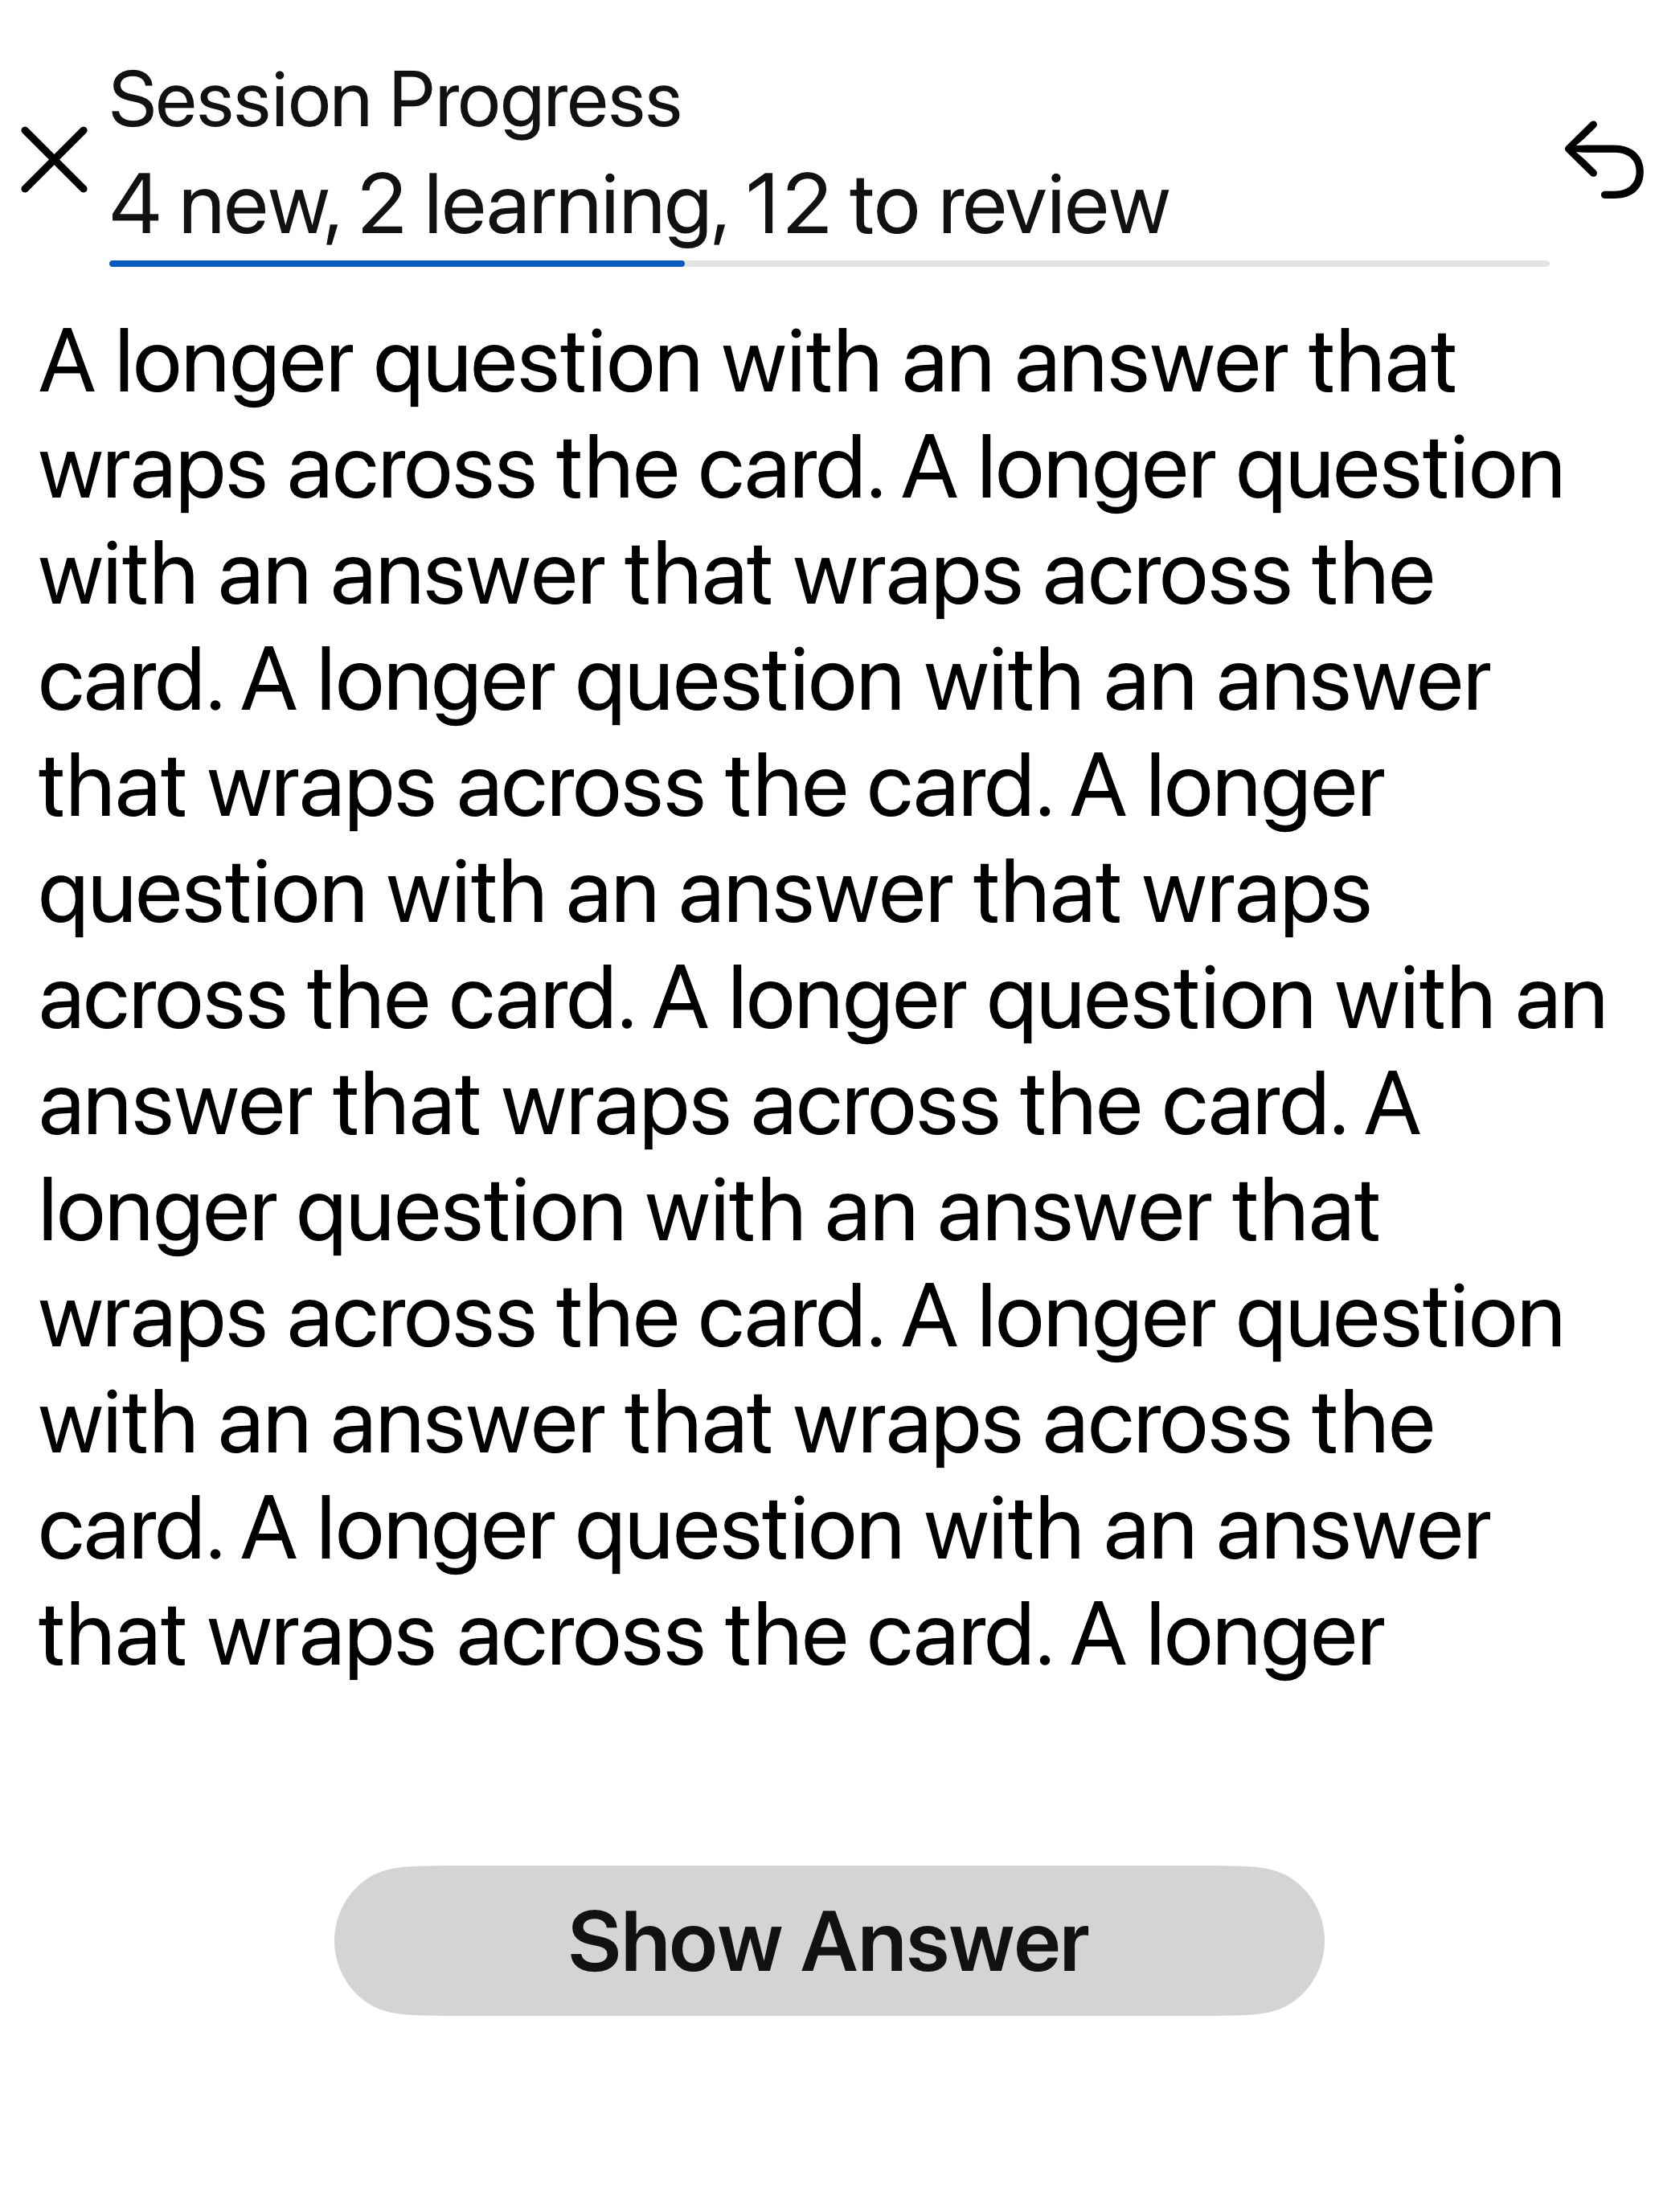 Session Progress
4 new, 2 learning, 12 to review
A longer question with an answer that
wraps across the card. A longer question
with an answer that wraps across the
card. A longer question with an answer
that wraps across the card. A longer
question with an answer that wraps
across the card. A longer question with an
answer that wraps across the card. A
longer question with an answer that
wraps across the card. A longer question
with an answer that wraps across the
card. A longer question with an answer
that wraps across the card. A longer
Show Answer